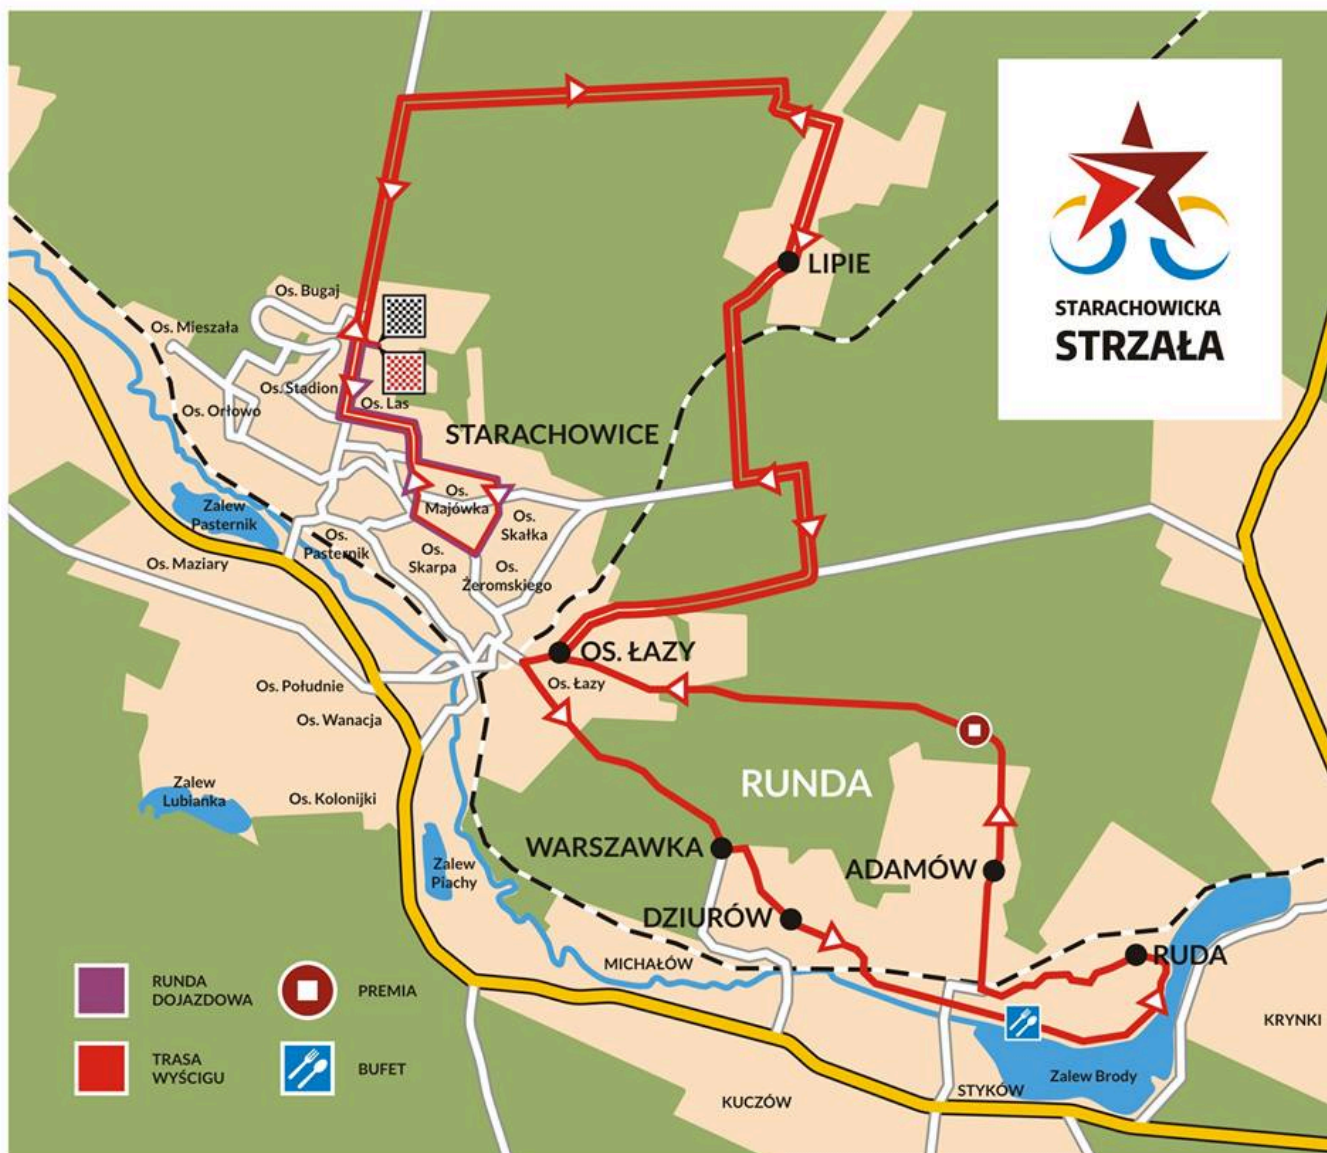 STARACHOWICKA
STRZAŁA
LIPIE
Os. Bugaj
Os. Mieszała
Os. Stadion
Os. Las
Os. Orłowo
STARACHOWICE
Os.
Majówka
Zalew
Pasternik
Os.
Skałka
Os.
Pasternik
Os.
Skarpa
Os.
Żeromskiego
Os. Maziary
OS. ŁAZY
Os. Łazy
Os. Południe
Os. Wanacja
RUNDA
Zalew
Lubianka
Os. Kolonijki
WARSZAWKA
Zalew
Piachy
ADAMÓW
DZIURÓW
MICHAŁÓW
RUDA
KRYNKI
Zalew Brody
STYKÓW
KUCZÓW
RUNDA
DOJAZDOWA
PREMIA
TRASA
WYŚCIGU
BUFET